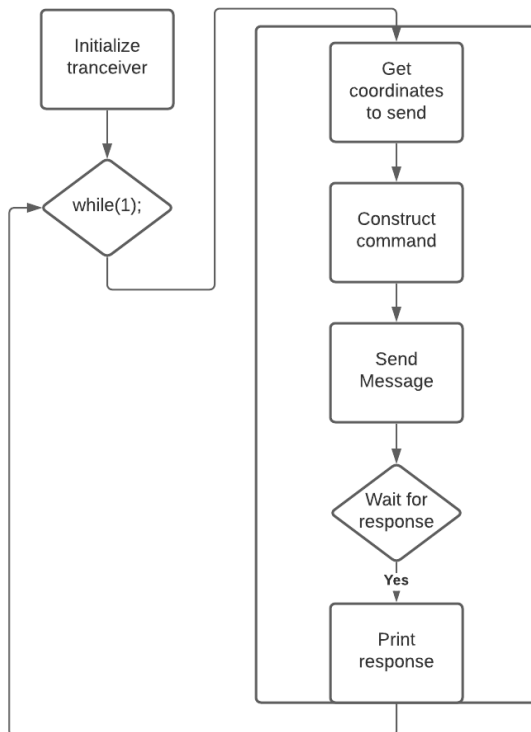 Initialize
tranceiver
while(1);
Get
coordinates
to send
Construct
command
Send
Message
Wait for
response
Yes
Print
response